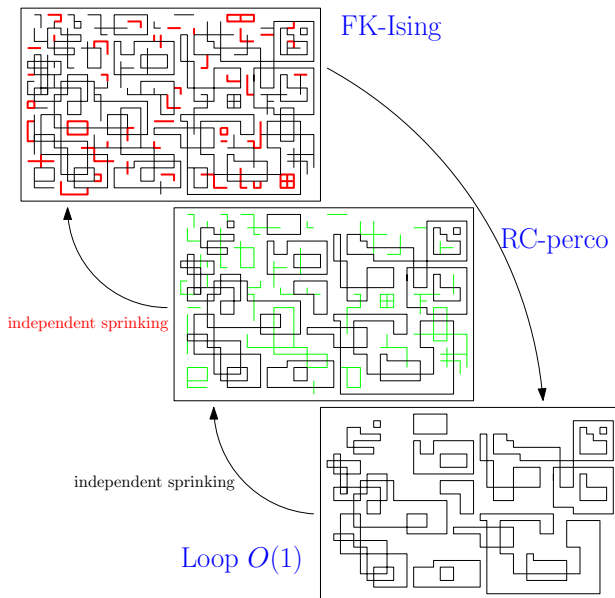 FK-Ising
RC-perco
independent sprinking
independent sprinking
Loop O(1)